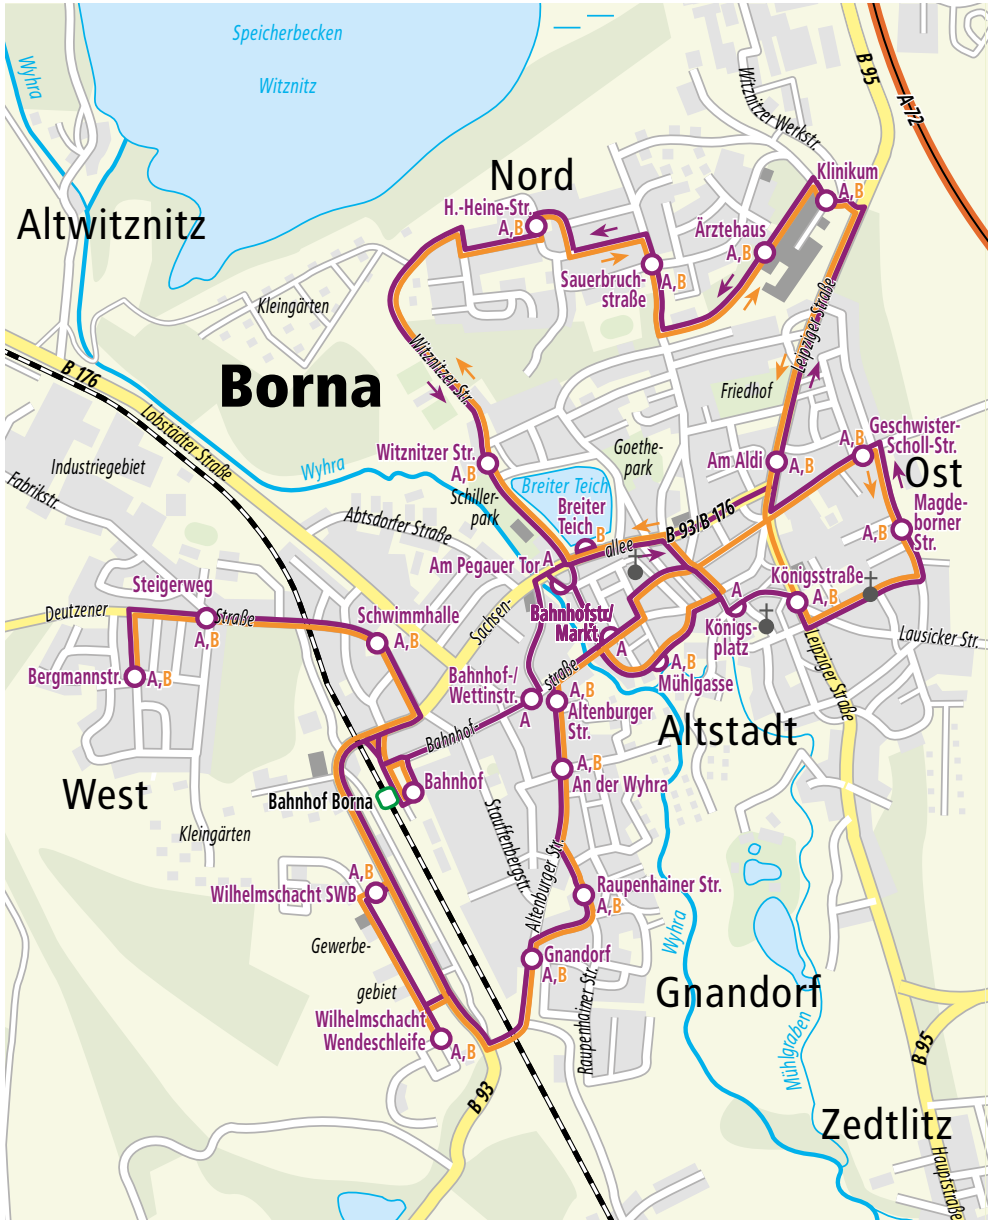 Speicherbecken
Witznitz
Wyhra
B 95
A 72
Witznitzer Werkstr.
Nord
Klinikum
A,B
H.-Heine-Str.
A,B
Altwitznitz
Ärztehaus
A,B
Sauerbruch-
straße
A,B
Kleingärten
Leipziger Straße
Witznitzer Str.
B 176
Borna
Friedhof
Lobstädter Straße
Geschwister-
Scholl-Str.
A,B
Goethe-
park
Witznitzer Str.
A,B
Am Aldi
A,B
Industriegebiet
Wyhra
Ost
Fabrikstr.
Schiller-
park
Breiter Teich
Breiter
Teich
B
Magde-
borner
Str.
A,B
Abtsdorfer Straße
B 93/B 176
allee
Am Pegauer Tor
A
Steigerweg
A,B
Königsstraße
A,B
Deutzener
Straße
Schwimmhalle
A,B
Sachsen-
Bahnhofstr./
Markt
A
A
Königs-
platz
Lausicker Str.
Bergmannstr.
A,B
Bahnhof-/
Wettinstr.
A
straße
A,B
Mühlgasse
Leipziger Straße
A,B
Altenburger
Str.
Bahnhof-
Altstadt
West
Bahnhof
A,B
An der Wyhra
Bahnhof Borna
Kleingärten
Stauffenbergstr.
Altenburger Str.
A,B
Wilhelmschacht SWB
Raupenhainer Str.
A,B
Gewerbe-
gebiet
Gnandorf
A,B
Wyhra
Gnandorf
Wilhelmschacht
Wendeschleife
A,B
Raupenhainer Str.
Mühlgraben
B 95
B 93
Zedtlitz
Hauptstraße